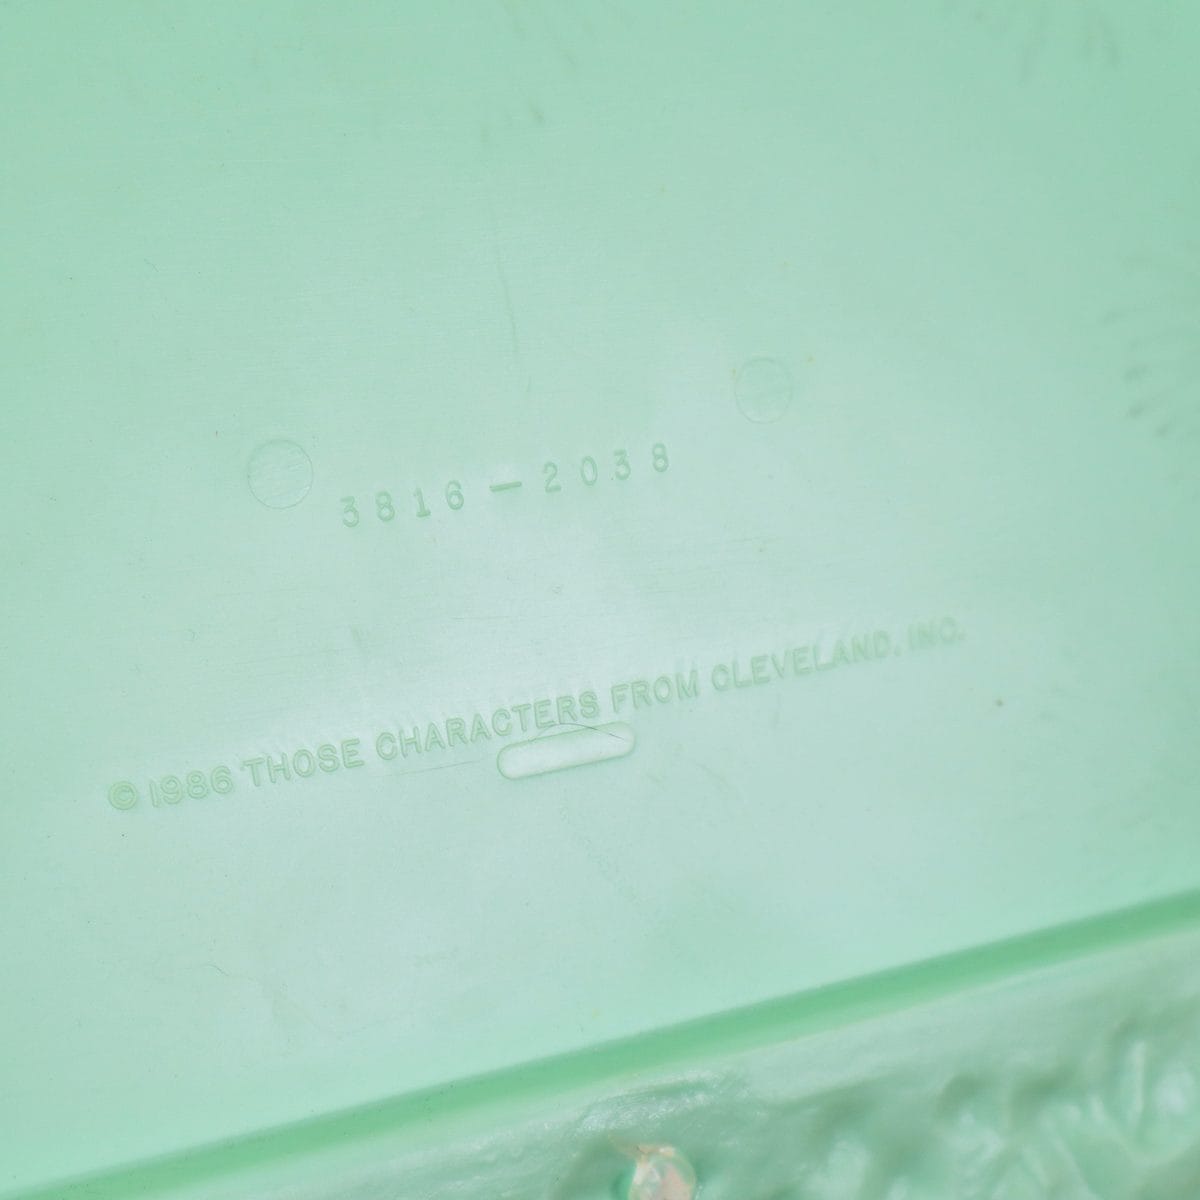 3816-2038
© 1986 THOSE CHARACTERS FROM CLEVELAND, INC.